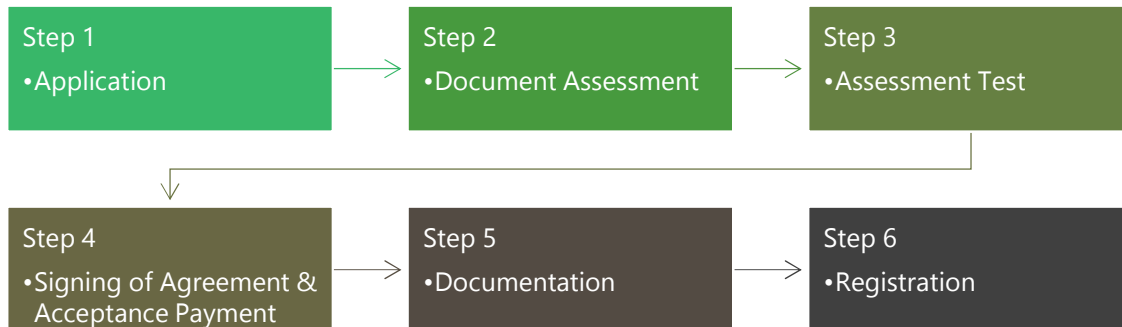 Step 1
•Application
Step 2
•Document Assessment
Step 3
•Assessment Test
Step 4
•Signing of Agreement &
Acceptance Payment
Step 5
•Documentation
Step 6
•Registration